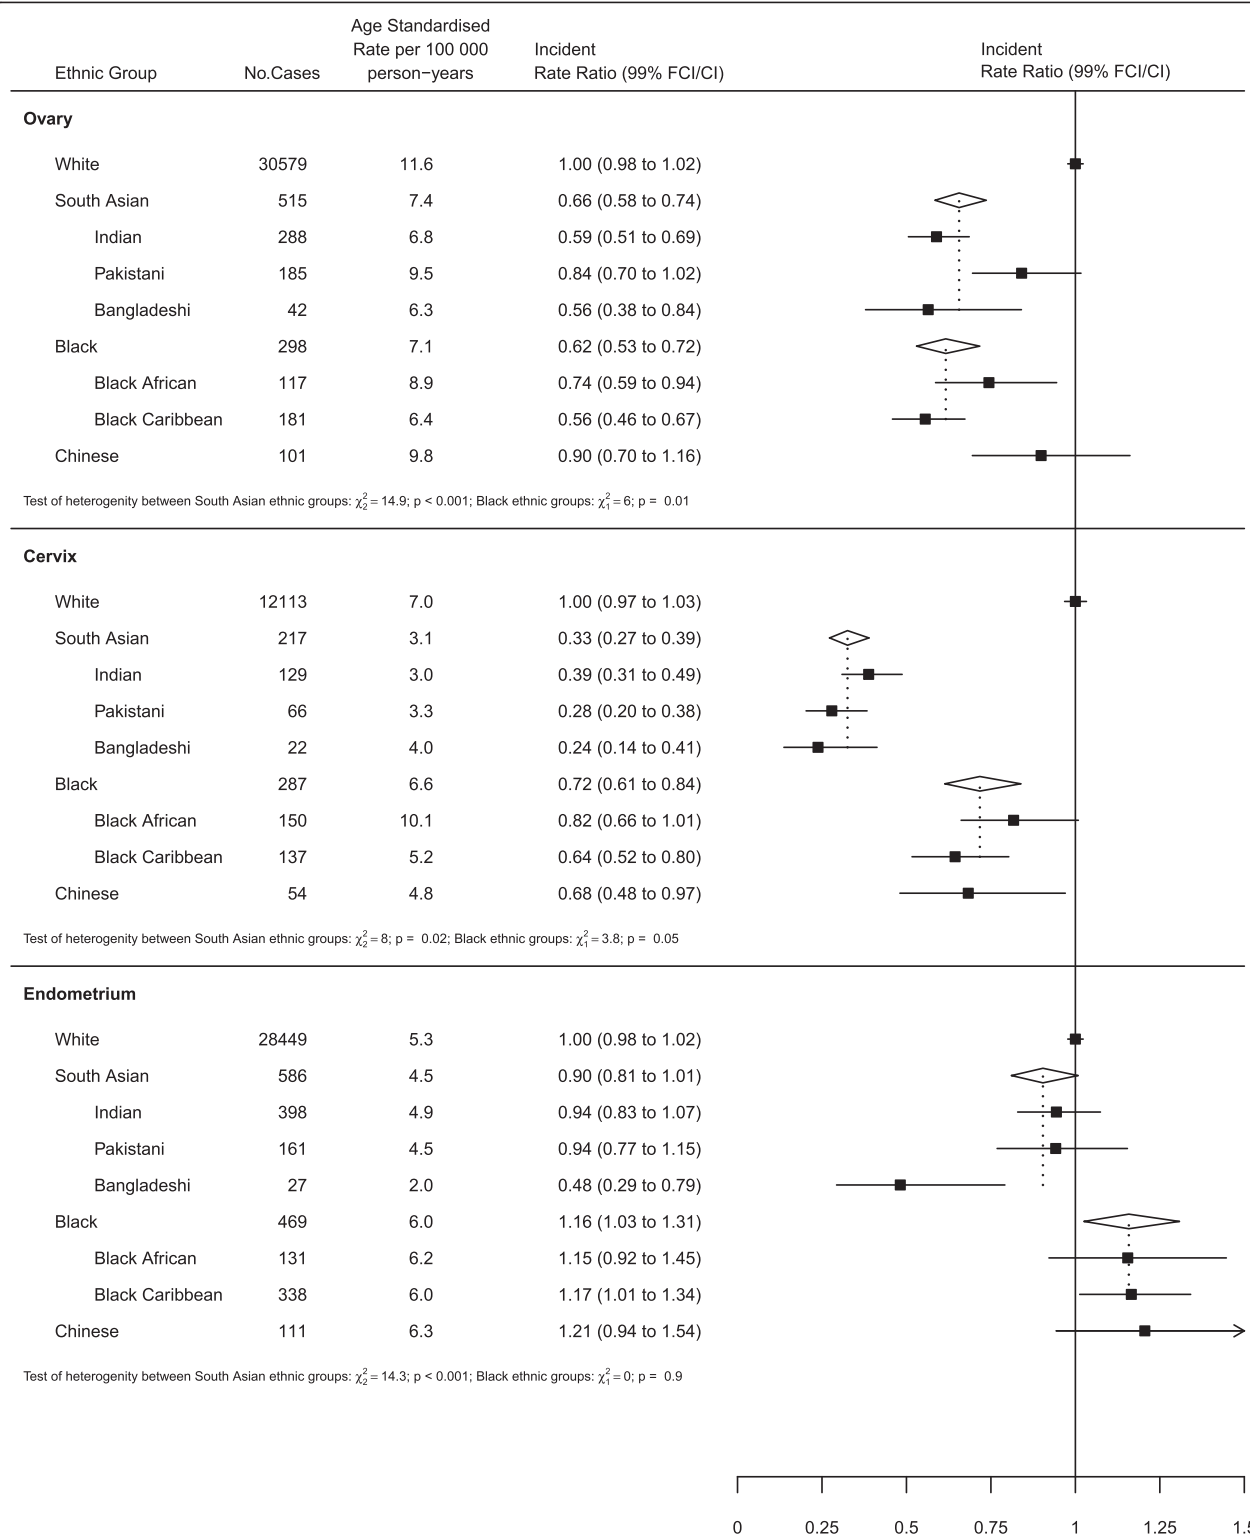 Ethnic Group No.Cases Age Standardised Rate per 100 000 person−years Incident Rate Ratio (99% FCI/CI) Incident Rate Ratio (99% FCI/CI)
Ovary
White 30579 11.6 1.00 (0.98 to 1.02)
South Asian 515 7.4 0.66 (0.58 to 0.74)
Indian 288 6.8 0.59 (0.51 to 0.69)
Pakistani 185 9.5 0.84 (0.70 to 1.02)
Bangladeshi 42 6.3 0.56 (0.38 to 0.84)
Black 298 7.1 0.62 (0.53 to 0.72)
Black African 117 8.9 0.74 (0.59 to 0.94)
Black Caribbean 181 6.4 0.56 (0.46 to 0.67)
Chinese 101 9.8 0.90 (0.70 to 1.16)
Test of heterogenity between South Asian ethnic groups: χ²₂ = 14.9; p < 0.001; Black ethnic groups: χ²₁ = 6; p = 0.01
Cervix
White 12113 7.0 1.00 (0.97 to 1.03)
South Asian 217 3.1 0.33 (0.27 to 0.39)
Indian 129 3.0 0.39 (0.31 to 0.49)
Pakistani 66 3.3 0.28 (0.20 to 0.38)
Bangladeshi 22 4.0 0.24 (0.14 to 0.41)
Black 287 6.6 0.72 (0.61 to 0.84)
Black African 150 10.1 0.82 (0.66 to 1.01)
Black Caribbean 137 5.2 0.64 (0.52 to 0.80)
Chinese 54 4.8 0.68 (0.48 to 0.97)
Test of heterogenity between South Asian ethnic groups: χ²₂ = 8; p = 0.02; Black ethnic groups: χ²₁ = 3.8; p = 0.05
Endometrium
White 28449 5.3 1.00 (0.98 to 1.02)
South Asian 586 4.5 0.90 (0.81 to 1.01)
Indian 398 4.9 0.94 (0.83 to 1.07)
Pakistani 161 4.5 0.94 (0.77 to 1.15)
Bangladeshi 27 2.0 0.48 (0.29 to 0.79)
Black 469 6.0 1.16 (1.03 to 1.31)
Black African 131 6.2 1.15 (0.92 to 1.45)
Black Caribbean 338 6.0 1.17 (1.01 to 1.34)
Chinese 111 6.3 1.21 (0.94 to 1.54)
Test of heterogenity between South Asian ethnic groups: χ²₂ = 14.3; p < 0.001; Black ethnic groups: χ²₁ = 0; p = 0.9
0 0.25 0.5 0.75 1 1.25